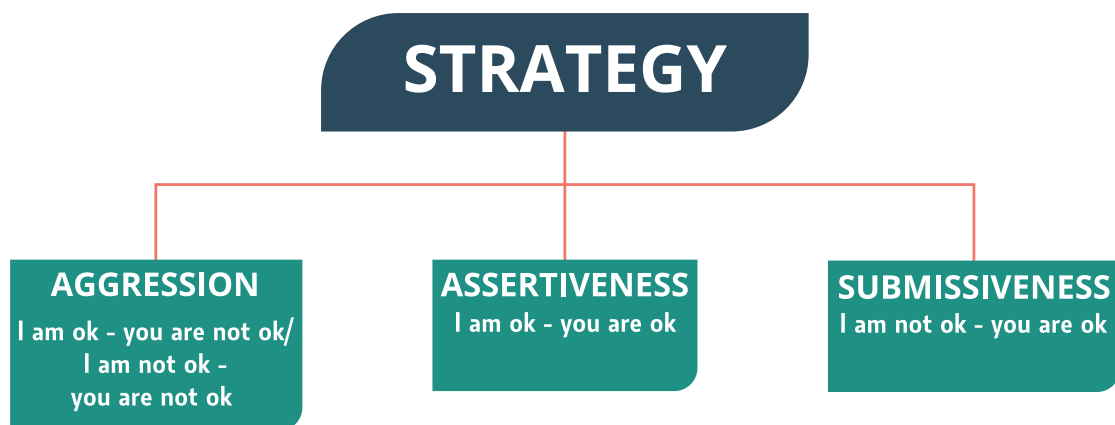 STRATEGY
AGGRESSION
I am ok - you are not ok/
I am not ok -
you are not ok
ASSERTIVENESS
I am ok - you are ok
SUBMISSIVENESS
I am not ok - you are ok